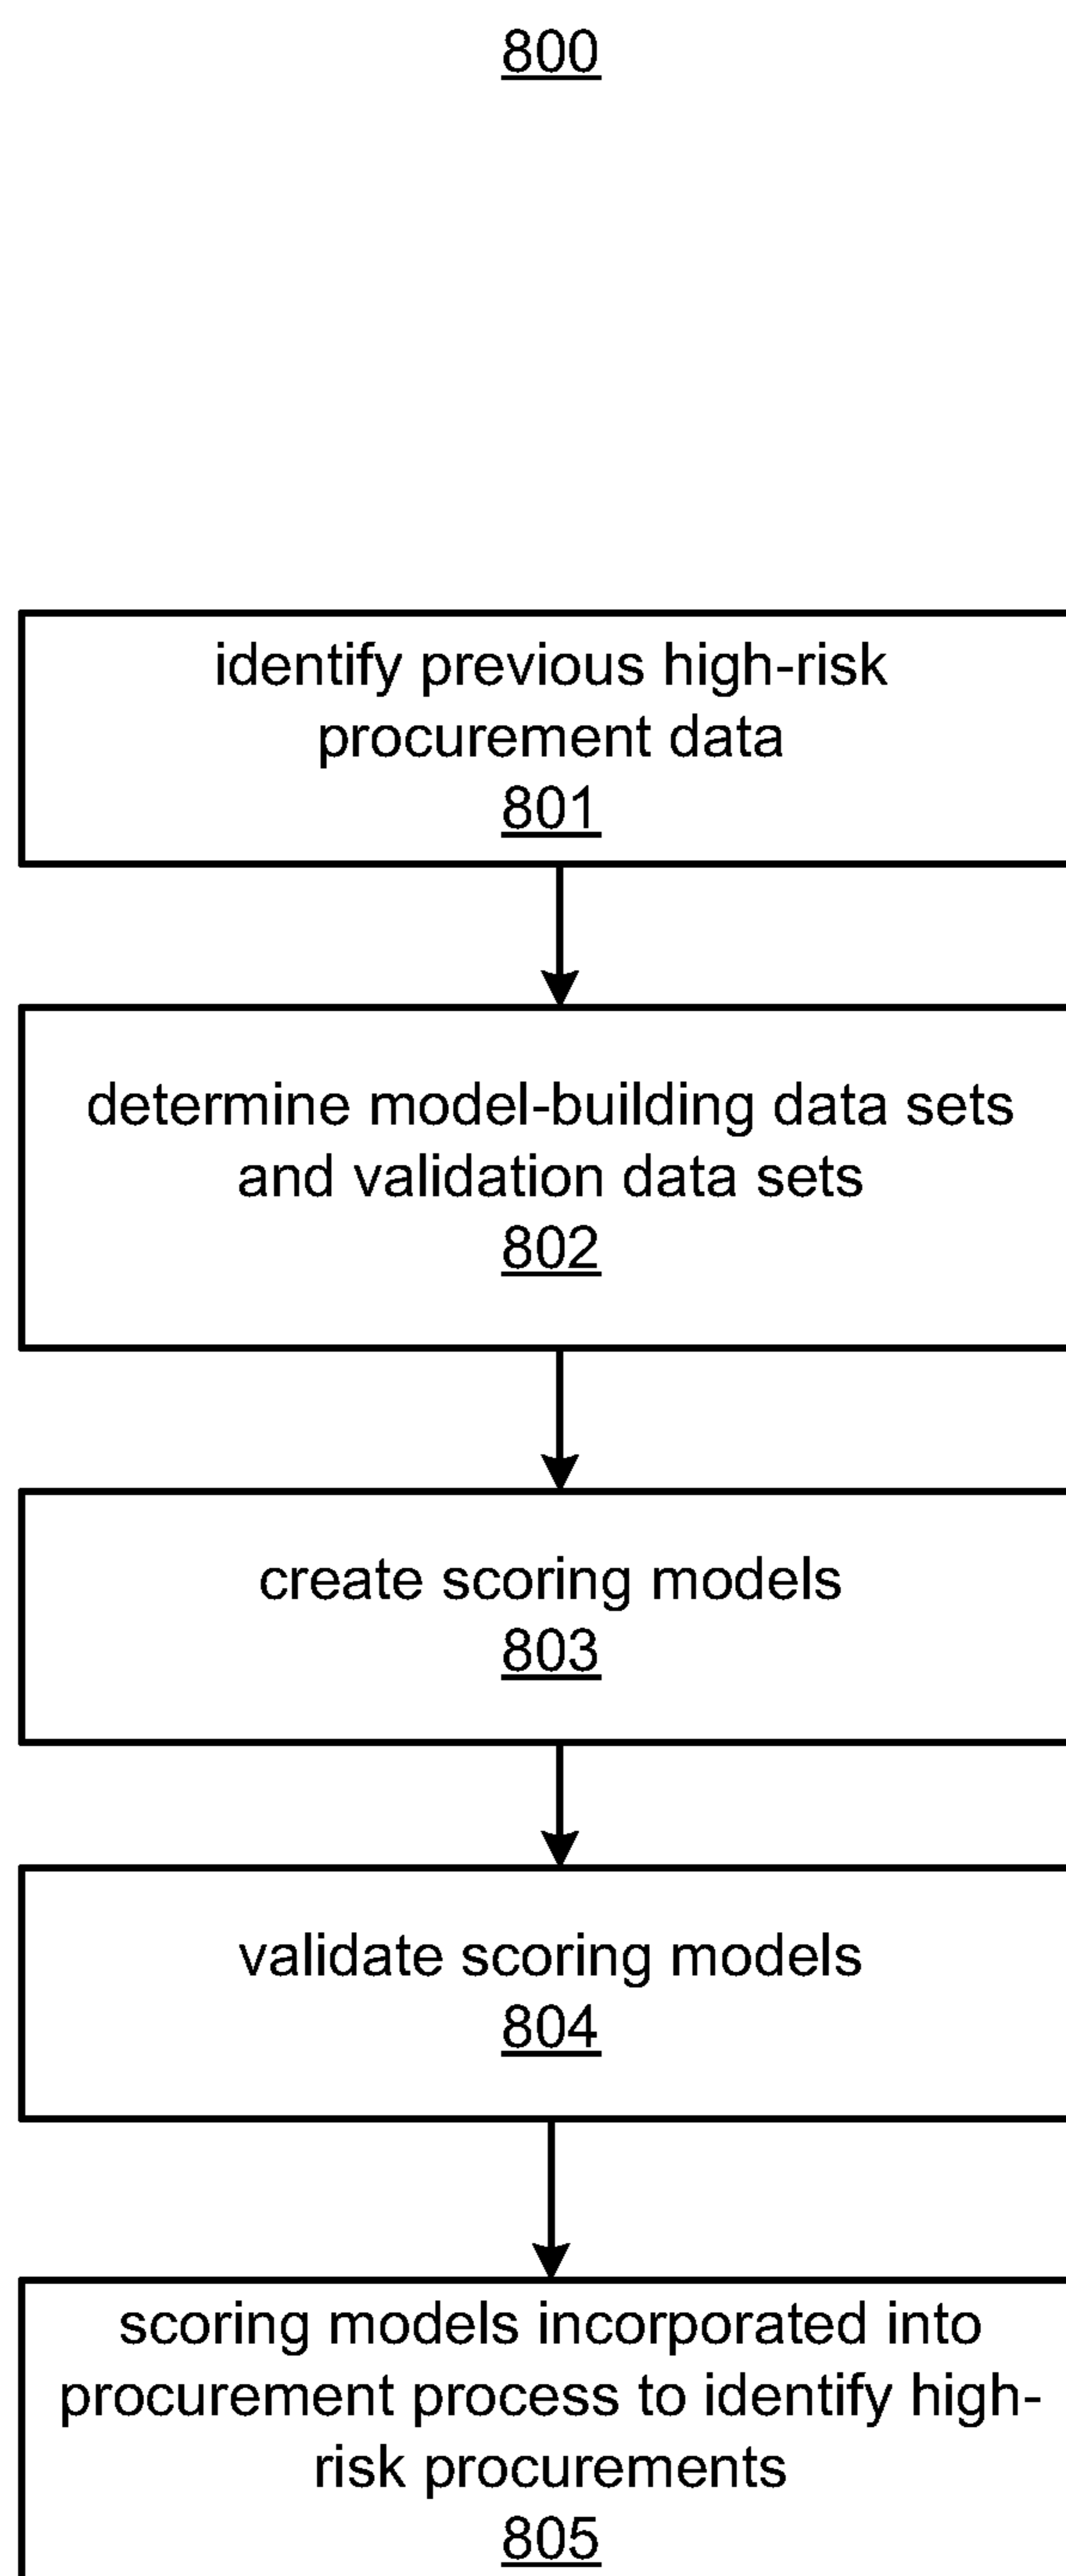 800
identify previous high-risk
procurement data
801
determine model-building data sets
and validation data sets
802
create scoring models
803
validate scoring models
804
scoring models incorporated into
procurement process to identify high-
risk procurements
805